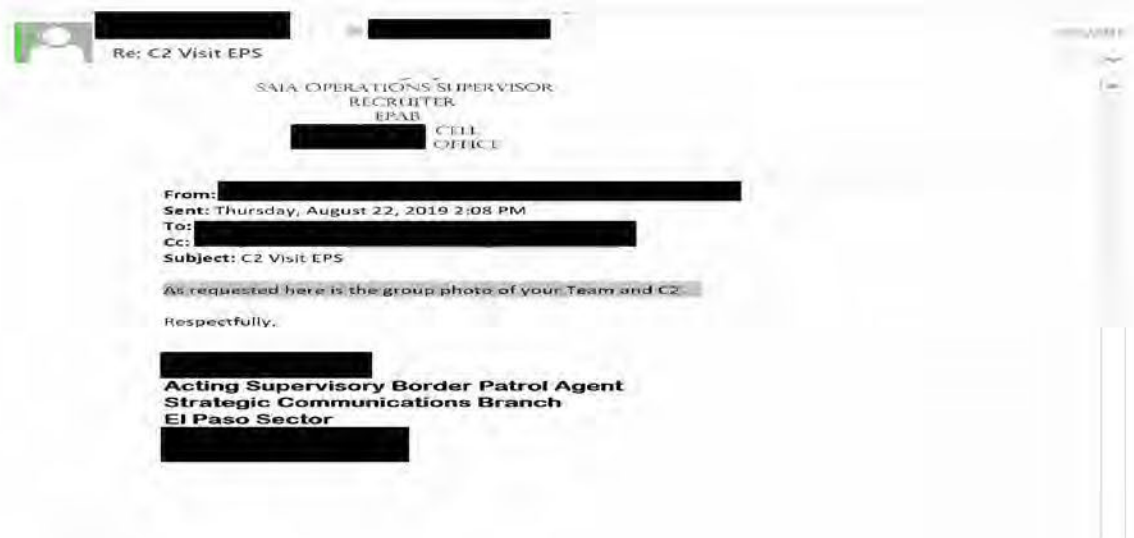 Re: C2 Visit EPS
SAIA OPERATIONS SUPERVISOR
RECRUITER
EPAB
CELL
OFFICE
From:
Sent: Thursday, August 22, 2019 2:08 PM
To:
Cc:
Subject: C2 Visit EPS
As requested here is the group photo of your Team and C2
Respectfully,
Acting Supervisory Border Patrol Agent
Strategic Communications Branch
El Paso Sector